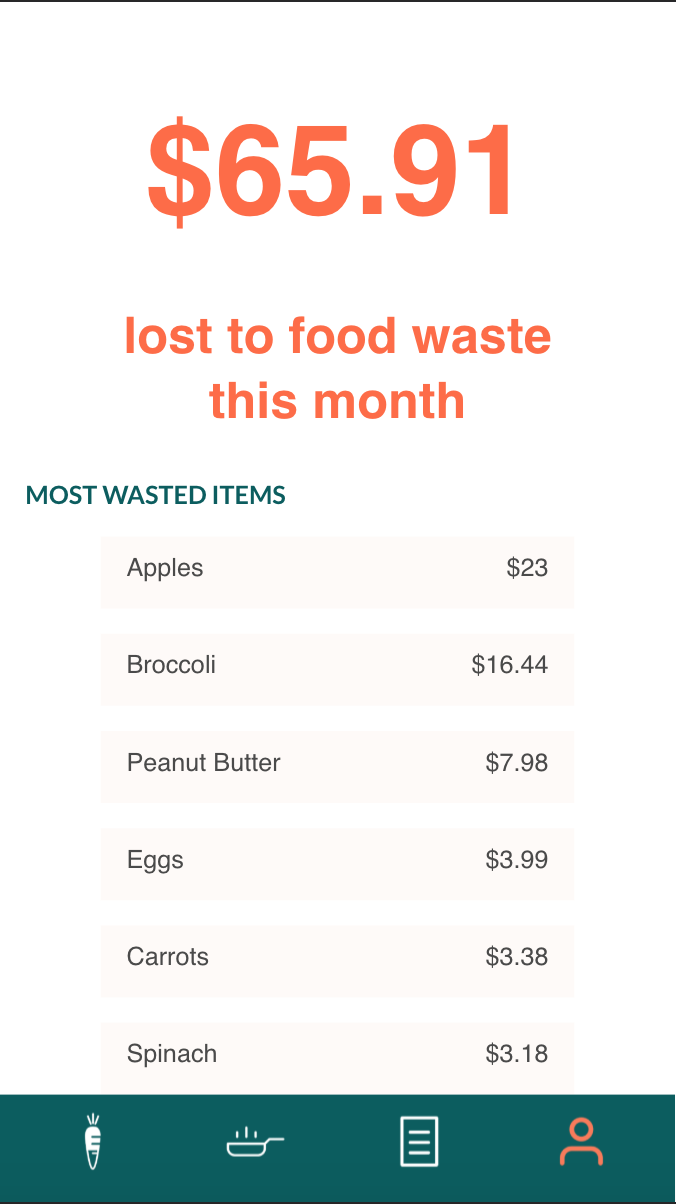 $65.91
lost to food waste
this month
MOST WASTED ITEMS
Apples $23
Broccoli $16.44
Peanut Butter $7.98
Eggs $3.99
Carrots $3.38
Spinach $3.18